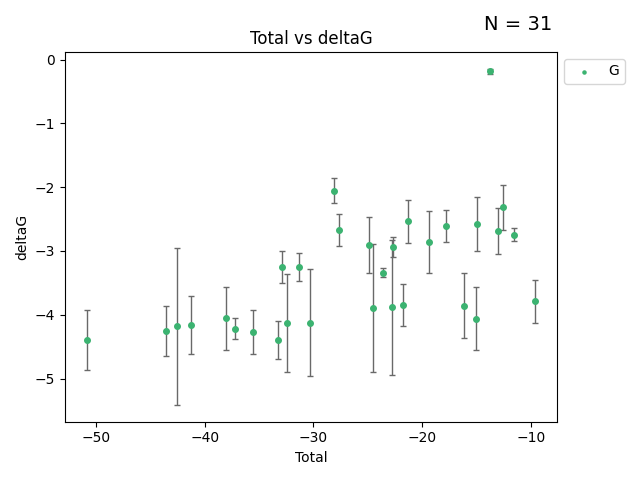 N = 31
Total vs deltaG
G
0
−1
−2
−3
−4
−5
deltaG
−50 −40 −30 −20 −10
Total